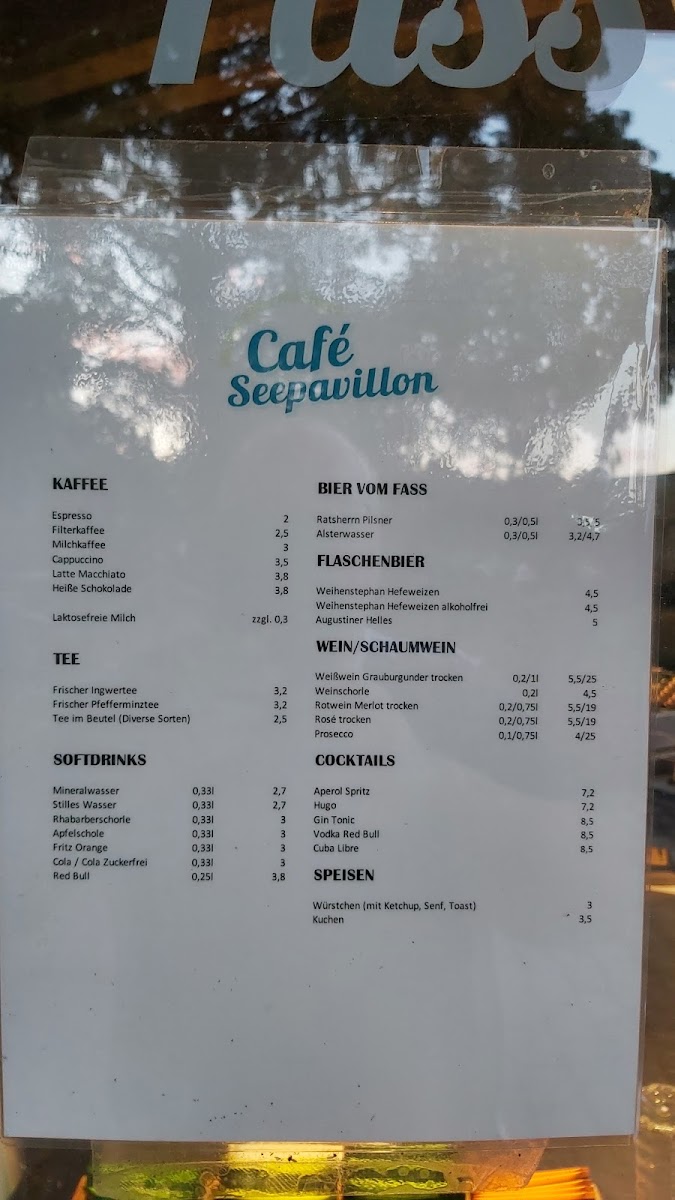 Fass
Café
Seepavillon
KAFFEE
Espresso 2
Filterkaffee 2,5
Milchkaffee 3
Cappuccino 3,5
Latte Macchiato 3,8
Heiße Schokolade 3,8
Laktosefreie Milch zzgl. 0,3
TEE
Frischer Ingwertee 3,2
Frischer Pfefferminztee 3,2
Tee im Beutel (Diverse Sorten) 2,5
SOFTDRINKS
Mineralwasser 0,33l 2,7
Stilles Wasser 0,33l 2,7
Rhabarberschorle 0,33l 3
Apfelschole 0,33l 3
Fritz Orange 0,33l 3
Cola / Cola Zuckerfrei 0,33l 3
Red Bull 0,25l 3,8
BIER VOM FASS
Ratsherrn Pilsner 0,3/0,5l
Alsterwasser 0,3/0,5l 3,2/4,7
FLASCHENBIER
Weihenstephan Hefeweizen 4,5
Weihenstephan Hefeweizen alkoholfrei 4,5
Augustiner Helles 5
WEIN/SCHAUMWEIN
Weißwein Grauburgunder trocken 0,2/1l 5,5/25
Weinschorle 0,2l 4,5
Rotwein Merlot trocken 0,2/0,75l 5,5/19
Rosé trocken 0,2/0,75l 5,5/19
Prosecco 0,1/0,75l 4/25
COCKTAILS
Aperol Spritz 7,2
Hugo 7,2
Gin Tonic 8,5
Vodka Red Bull 8,5
Cuba Libre 8,5
SPEISEN
Würstchen (mit Ketchup, Senf, Toast) 3
Kuchen 3,5